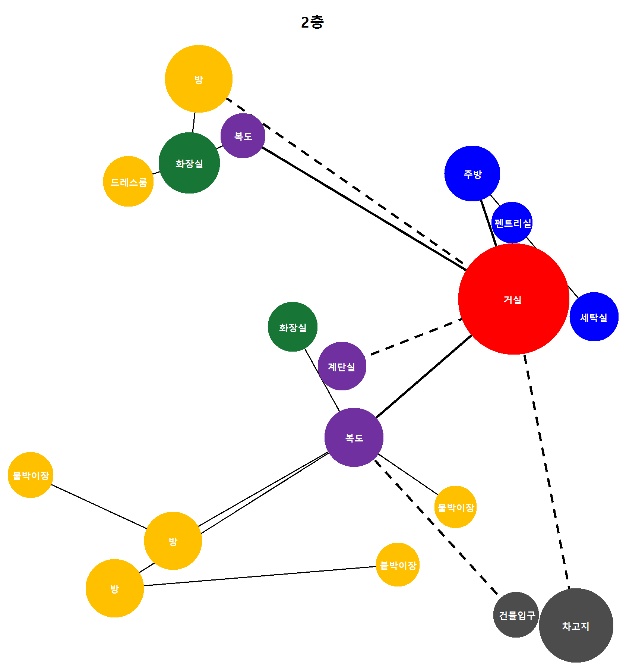 2층
방
복도
화장실
드레스룸
주방
펜트리실
거실
세탁실
화장실
계단실
복도
붙박이장
붙박이장
방
방
붙박이장
건물입구
차고지